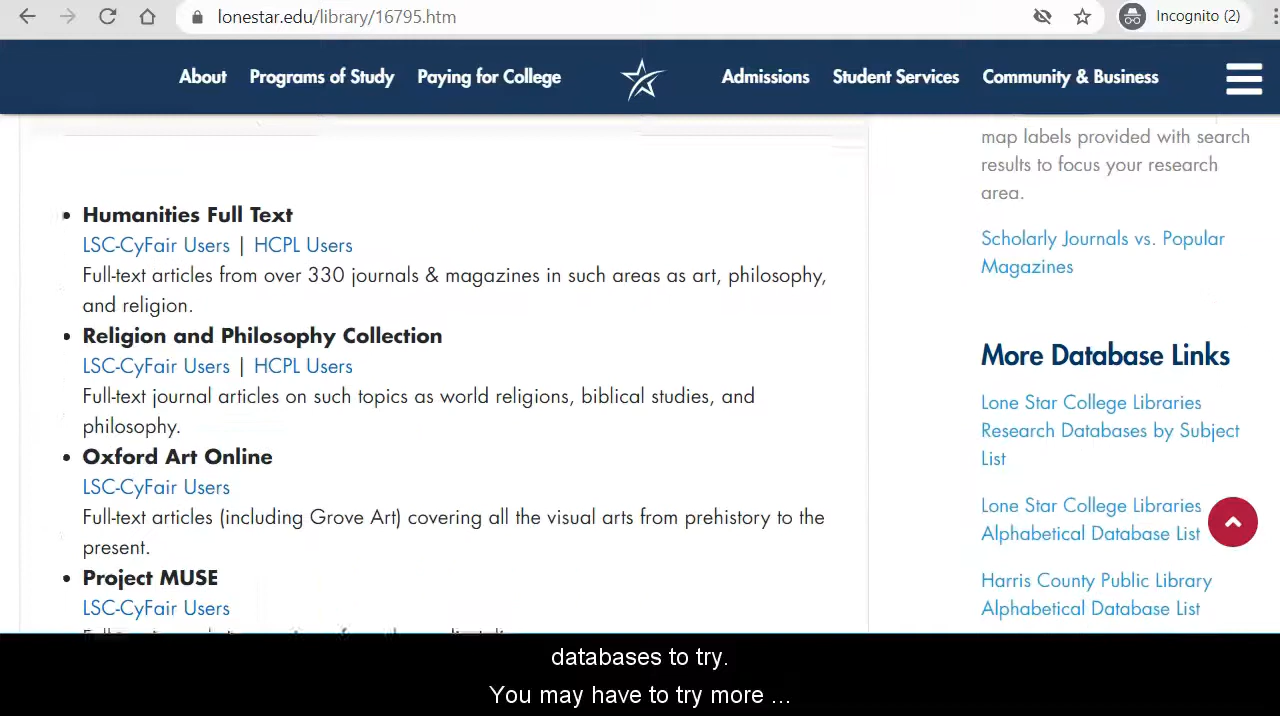 lonestar.edu/library/16795.htm
Incognito (2)
About
Programs of Study
Paying for College
Admissions
Student Services
Community & Business
Humanities Full Text
LSC-CyFair Users | HCPL Users
Full-text articles from over 330 journals & magazines in such areas as art, philosophy,
and religion.
Religion and Philosophy Collection
LSC-CyFair Users | HCPL Users
Full-text journal articles on such topics as world religions, biblical studies, and
philosophy.
Oxford Art Online
LSC-CyFair Users
Full-text articles (including Grove Art) covering all the visual arts from prehistory to the
present.
Project MUSE
LSC-CyFair Users
map labels provided with search
results to focus your research
area.
Scholarly Journals vs. Popular
Magazines
More Database Links
Lone Star College Libraries
Research Databases by Subject
List
Lone Star College Libraries
Alphabetical Database List
Harris County Public Library
Alphabetical Database List
databases to try.
You may have to try more ...